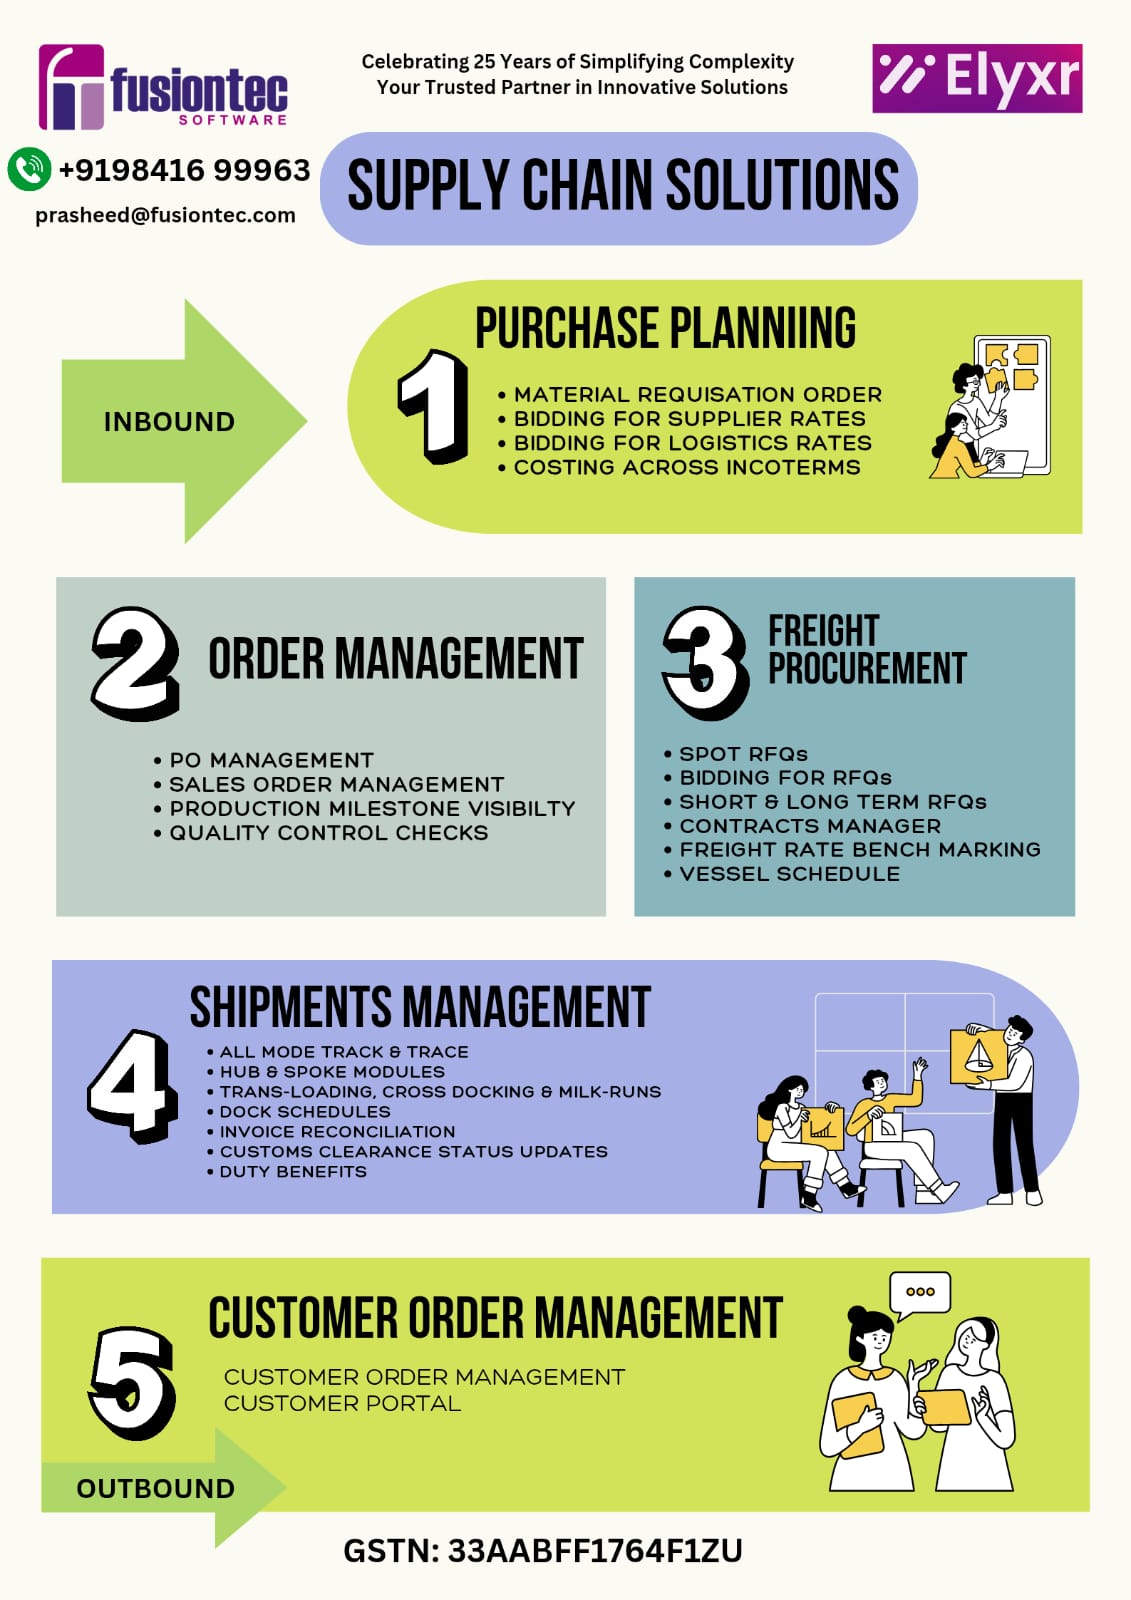 fusiontec
SOFTWARE
Celebrating 25 Years of Simplifying Complexity
Your Trusted Partner in Innovative Solutions
Elyxr
+919841699963
prasheed@fusiontec.com
SUPPLY CHAIN SOLUTIONS
INBOUND
1
PURCHASE PLANNIING
• MATERIAL REQUISATION ORDER
• BIDDING FOR SUPPLIER RATES
• BIDDING FOR LOGISTICS RATES
• COSTING ACROSS INCOTERMS
2
ORDER MANAGEMENT
• PO MANAGEMENT
• SALES ORDER MANAGEMENT
• PRODUCTION MILESTONE VISIBILTY
• QUALITY CONTROL CHECKS
3
FREIGHT
PROCUREMENT
• SPOT RFQs
• BIDDING FOR RFQs
• SHORT & LONG TERM RFQs
• CONTRACTS MANAGER
• FREIGHT RATE BENCH MARKING
• VESSEL SCHEDULE
4
SHIPMENTS MANAGEMENT
• ALL MODE TRACK & TRACE
• HUB & SPOKE MODULES
• TRANS-LOADING, CROSS DOCKING & MILK-RUNS
• DOCK SCHEDULES
• INVOICE RECONCILIATION
• CUSTOMS CLEARANCE STATUS UPDATES
• DUTY BENEFITS
5
CUSTOMER ORDER MANAGEMENT
CUSTOMER ORDER MANAGEMENT
CUSTOMER PORTAL
OUTBOUND
GSTN: 33AABFF1764F1ZU